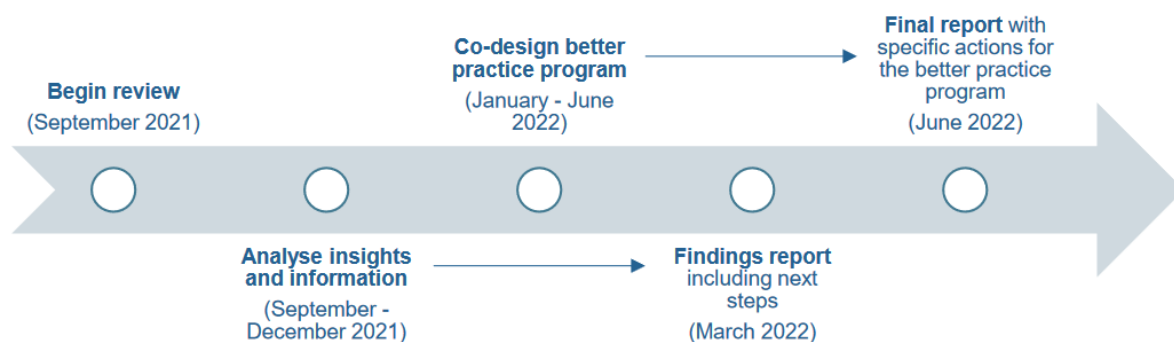 Begin review
(September 2021)
Analyse insights
and information
(September -
December 2021)
Co-design better
practice program
(January - June
2022)
Findings report
including next
steps
(March 2022)
Final report with
specific actions for
the better practice
program
(June 2022)